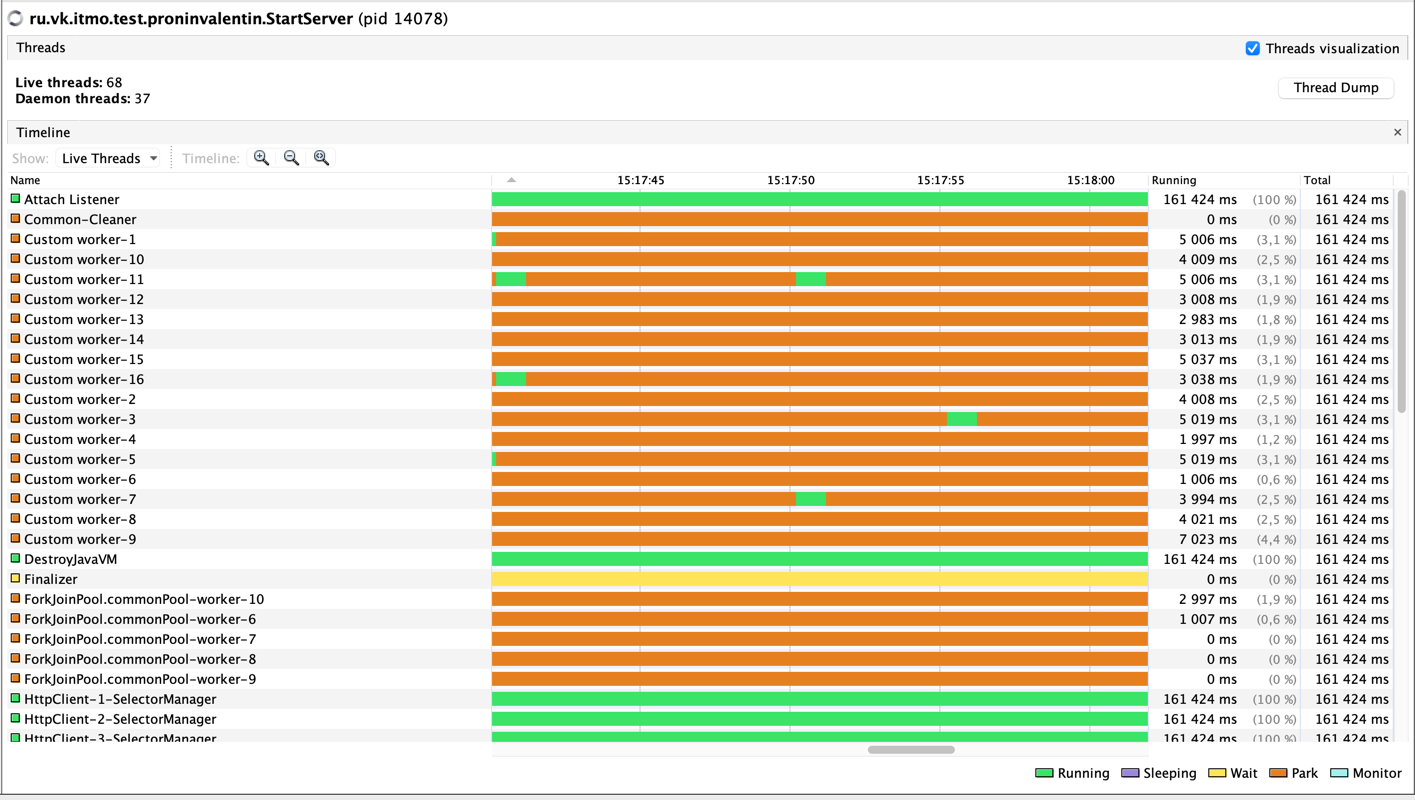 ru.vk.itmo.test.proninvalentin.StartServer (pid 14078)
Threads
Threads visualization
Live threads: 68
Daemon threads: 37
Thread Dump
Timeline
Show: Live Threads Timeline:
Name 15:17:45 15:17:50 15:17:55 15:18:00 Running Total
Attach Listener 161 424 ms (100 %) 161 424 ms
Common-Cleaner 0 ms (0 %) 161 424 ms
Custom worker-1 5 006 ms (3,1 %) 161 424 ms
Custom worker-10 4 009 ms (2,5 %) 161 424 ms
Custom worker-11 5 006 ms (3,1 %) 161 424 ms
Custom worker-12 3 008 ms (1,9 %) 161 424 ms
Custom worker-13 2 983 ms (1,8 %) 161 424 ms
Custom worker-14 3 013 ms (1,9 %) 161 424 ms
Custom worker-15 5 037 ms (3,1 %) 161 424 ms
Custom worker-16 3 038 ms (1,9 %) 161 424 ms
Custom worker-2 4 008 ms (2,5 %) 161 424 ms
Custom worker-3 5 019 ms (3,1 %) 161 424 ms
Custom worker-4 1 997 ms (1,2 %) 161 424 ms
Custom worker-5 5 019 ms (3,1 %) 161 424 ms
Custom worker-6 1 006 ms (0,6 %) 161 424 ms
Custom worker-7 3 994 ms (2,5 %) 161 424 ms
Custom worker-8 4 021 ms (2,5 %) 161 424 ms
Custom worker-9 7 023 ms (4,4 %) 161 424 ms
DestroyJavaVM 161 424 ms (100 %) 161 424 ms
Finalizer 0 ms (0 %) 161 424 ms
ForkJoinPool.commonPool-worker-10 2 997 ms (1,9 %) 161 424 ms
ForkJoinPool.commonPool-worker-6 1 007 ms (0,6 %) 161 424 ms
ForkJoinPool.commonPool-worker-7 0 ms (0 %) 161 424 ms
ForkJoinPool.commonPool-worker-8 0 ms (0 %) 161 424 ms
ForkJoinPool.commonPool-worker-9 0 ms (0 %) 161 424 ms
HttpClient-1-SelectorManager 161 424 ms (100 %) 161 424 ms
HttpClient-2-SelectorManager 161 424 ms (100 %) 161 424 ms
HttpClient-3-SelectorManager 161 424 ms (100 %) 161 424 ms
Running Sleeping Wait Park Monitor